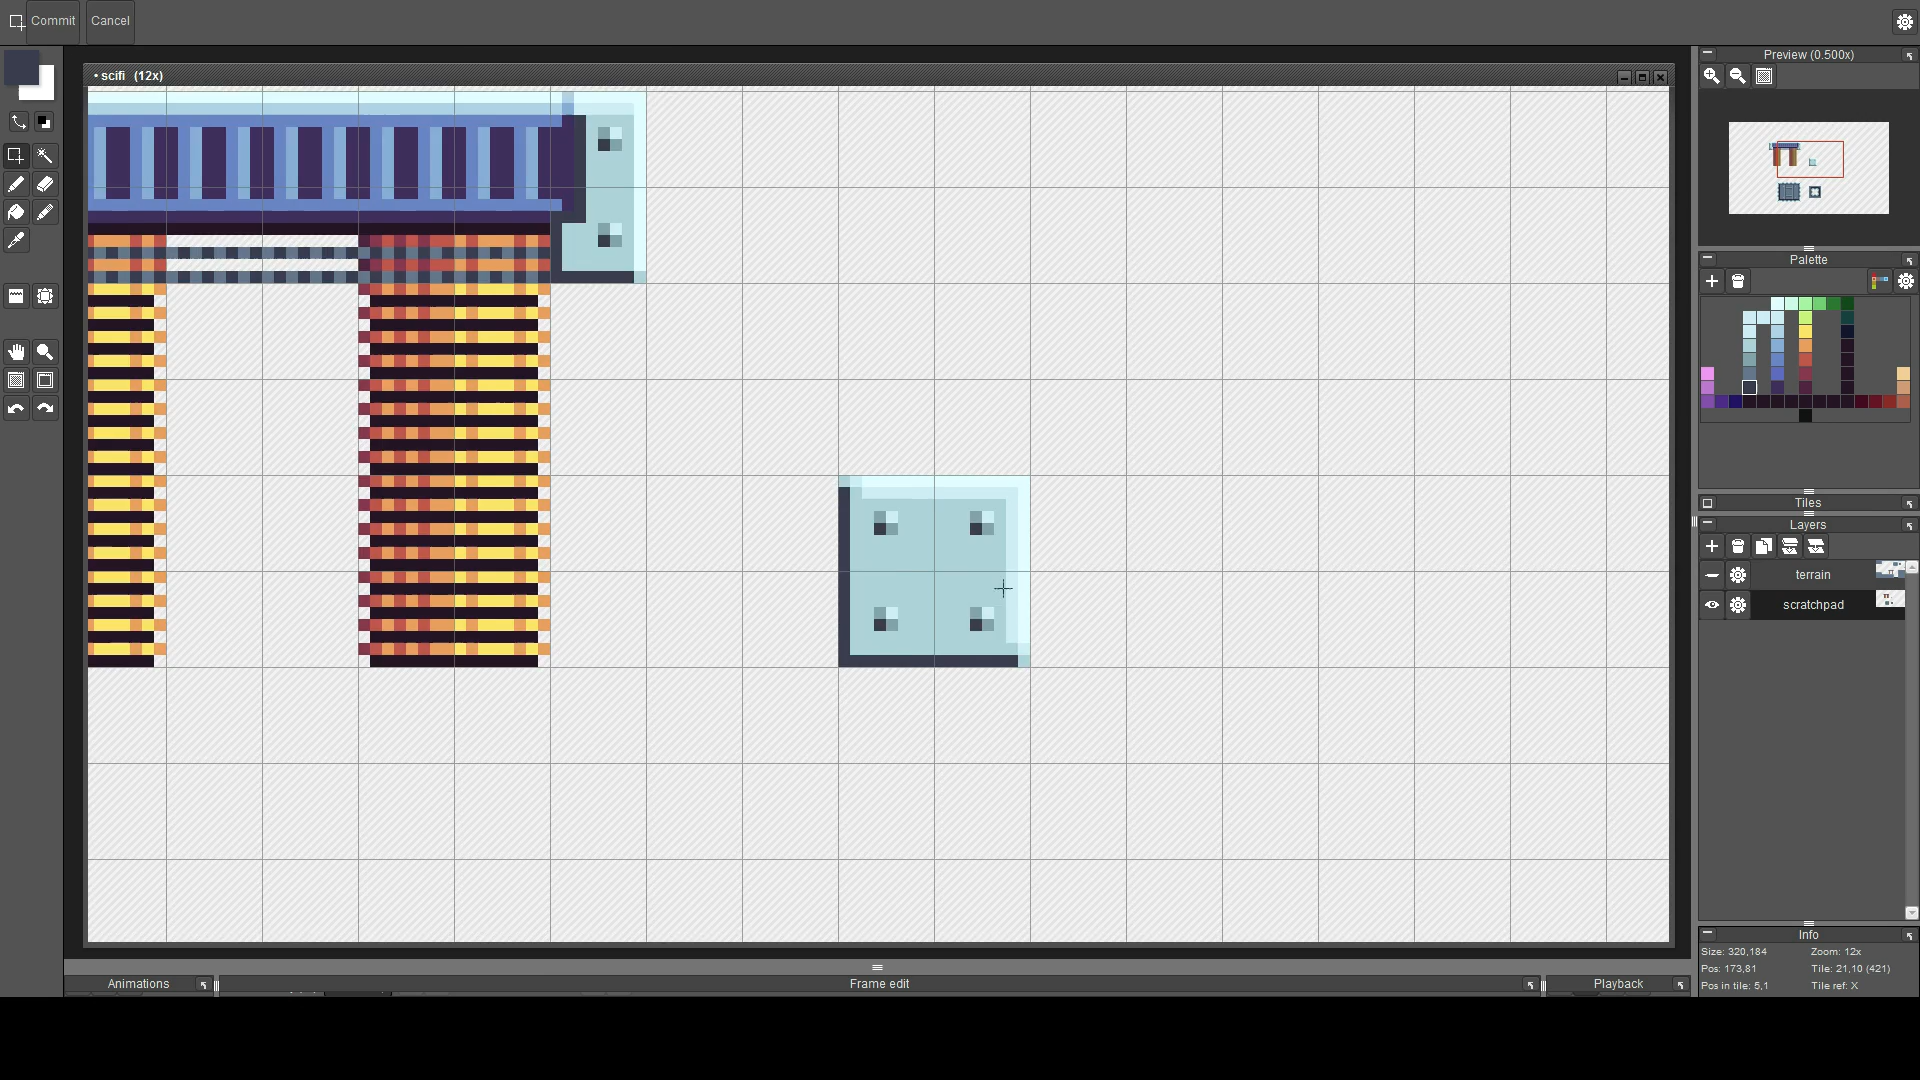 Commit Cancel
• scifi (12x)
Preview (0.500x)
Palette
Tiles
Layers
terrain
scratchpad
Info
Size: 320,184 Zoom: 12x
Pos: 173,81 Tile: 21,10 (421)
Pos in tile: 5,1 Tile ref: X
Animations Frame edit Playback